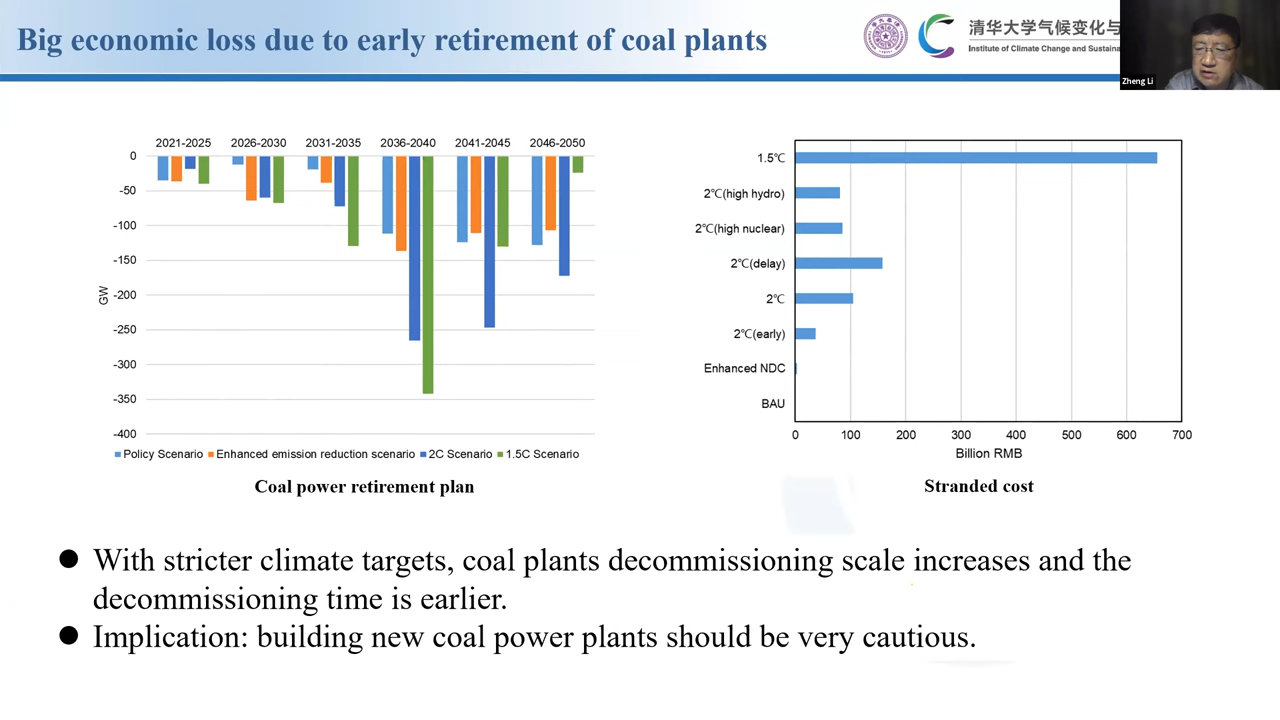 Big economic loss due to early retirement of coal plants
清华大学气候变化与
Institute of Climate Change and Sustaina
Zheng Li
2021-2025 2026-2030 2031-2035 2036-2040 2041-2045 2046-2050
0
-50
-100
-150
-200
-250
-300
-350
-400
GW
Policy Scenario Enhanced emission reduction scenario 2C Scenario 1.5C Scenario
Coal power retirement plan
1.5℃
2℃(high hydro)
2℃(high nuclear)
2℃(delay)
2℃
2℃(early)
Enhanced NDC
BAU
0 100 200 300 400 500 600 700
Billion RMB
Stranded cost
● With stricter climate targets, coal plants decommissioning scale increases and the
decommissioning time is earlier.
● Implication: building new coal power plants should be very cautious.